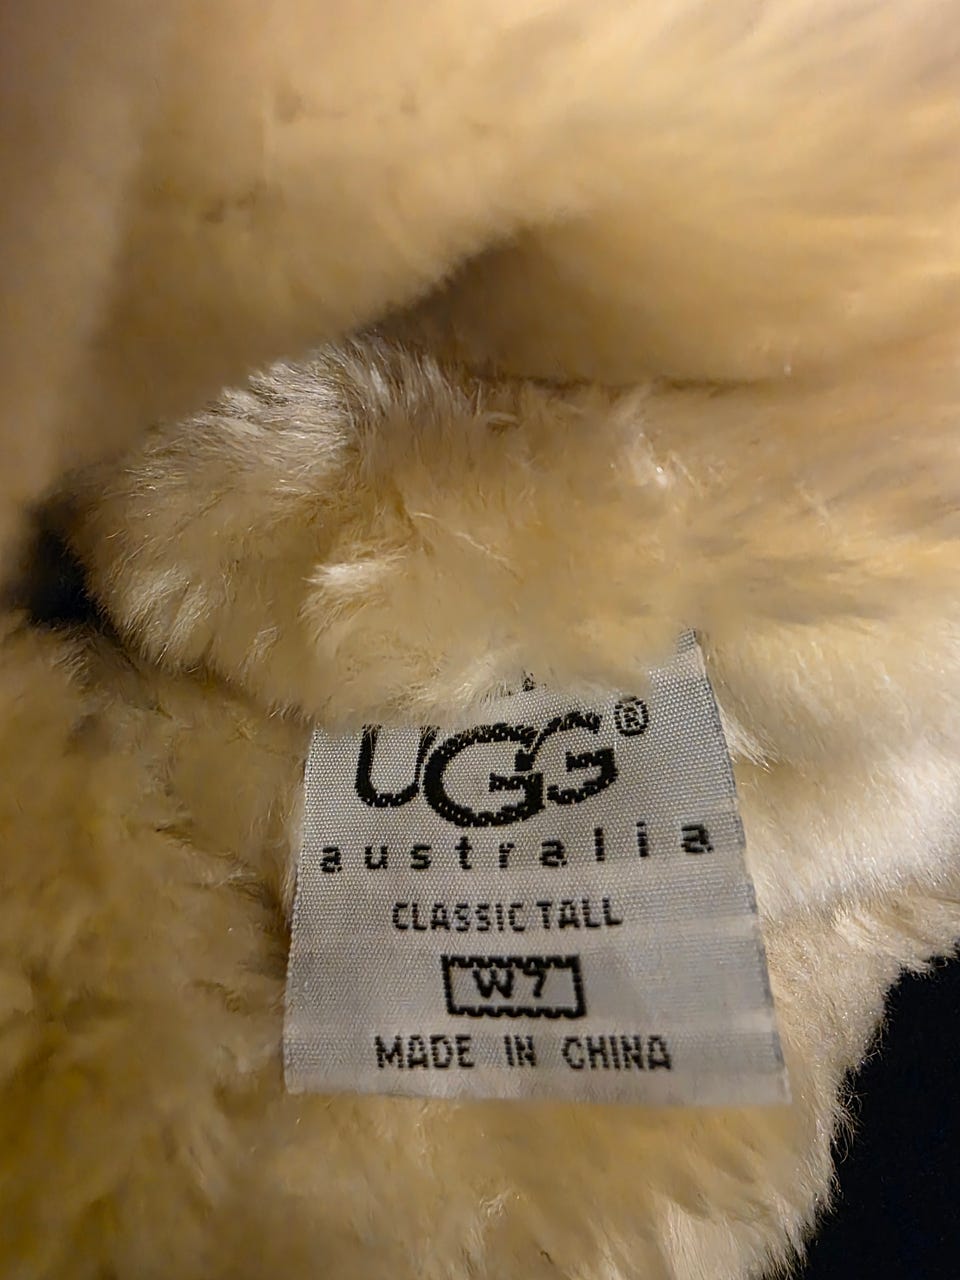 UGG®
australia
CLASSIC TALL
W7
MADE IN CHINA